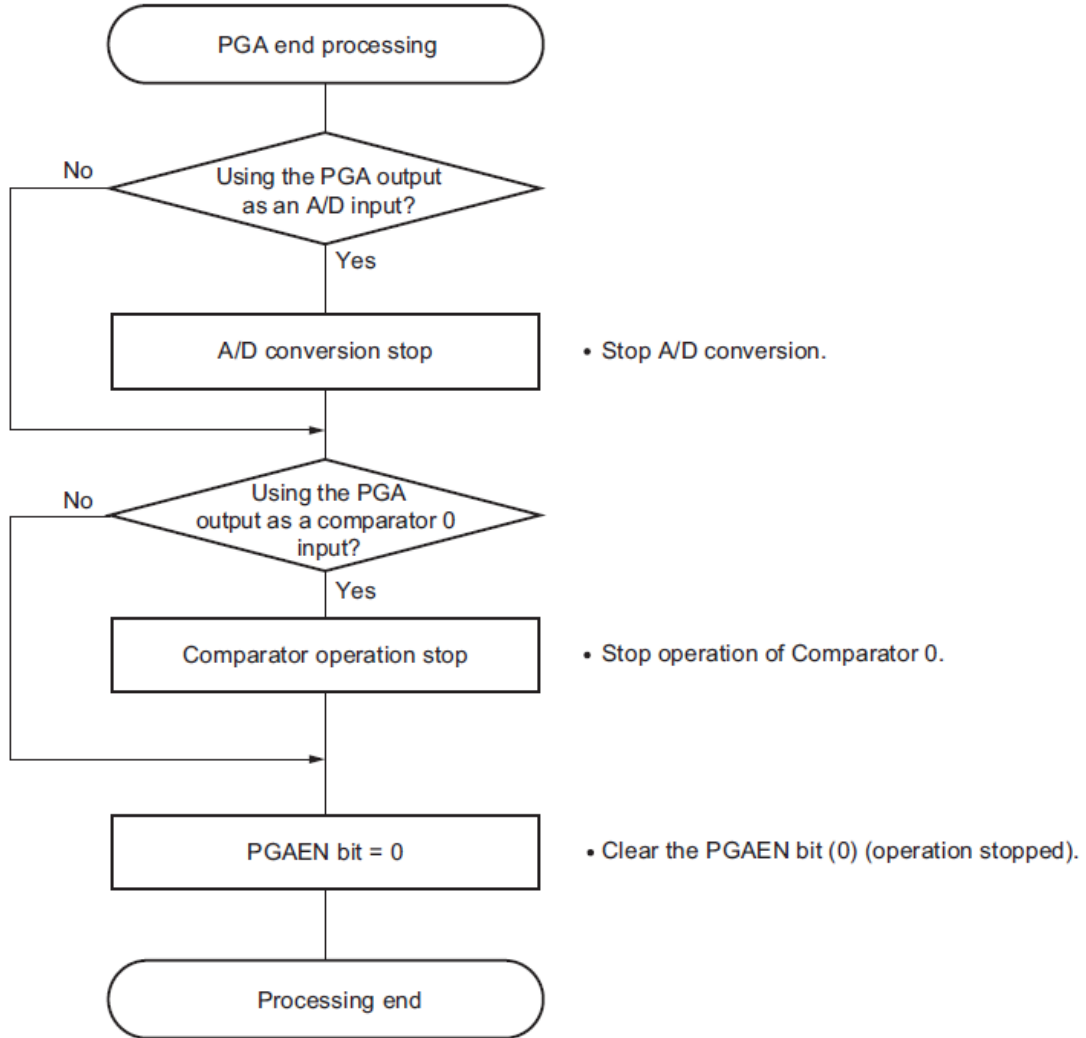 PGA end processing
No
Using the PGA output
as an A/D input?
Yes
A/D conversion stop
• Stop A/D conversion.
No
Using the PGA
output as a comparator 0
input?
Yes
Comparator operation stop
• Stop operation of Comparator 0.
PGAEN bit = 0
• Clear the PGAEN bit (0) (operation stopped).
Processing end